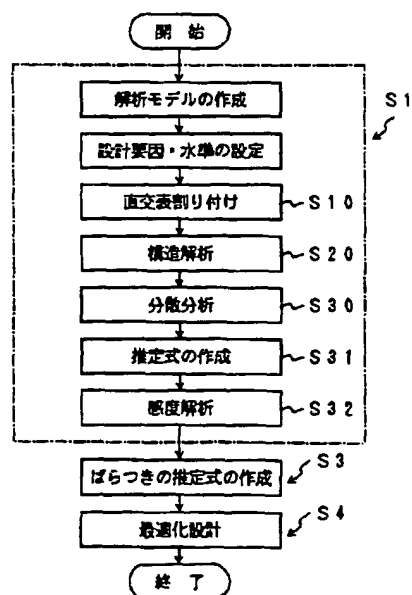 開 始
S1
解析モデルの作成
設計要因・水準の設定
直交表割り付け
S10
構造解析
S20
分散分析
S30
推定式の作成
S31
感度解析
S32
ばらつきの推定式の作成
S3
最適化設計
S4
終 了